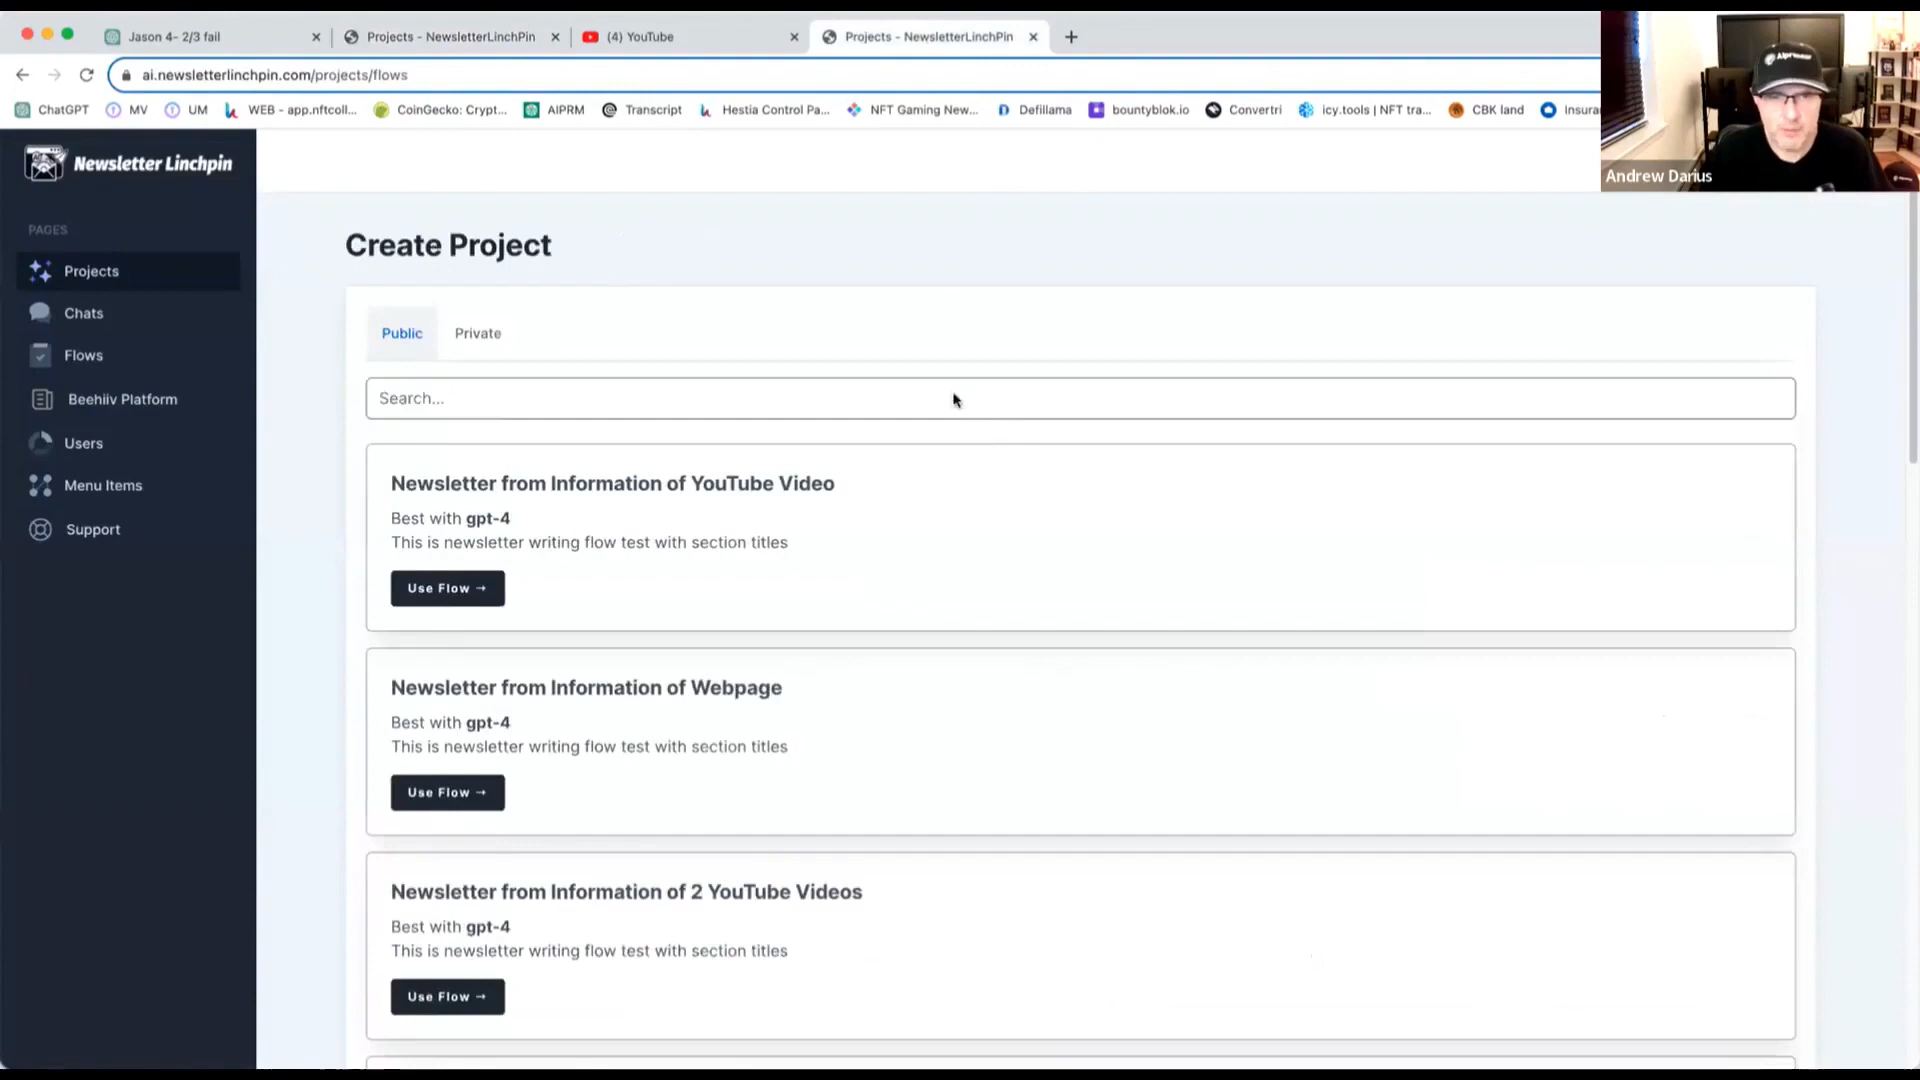 Jason 4- 2/3 fail
Projects - NewsletterLinchPin
(4) YouTube
Projects - NewsletterLinchPin
ai.newsletterlinchpin.com/projects/flows
ChatGPT
MV
UM
WEB - app.nftcoll...
CoinGecko: Crypt...
AIPRM
Transcript
Hestia Control Pa...
NFT Gaming New...
Defillama
bountyblok.io
Convertri
icy.tools | NFT tra...
CBK land
Insura
Andrew Darius
Newsletter Linchpin
PAGES
Projects
Chats
Flows
Beehiiv Platform
Users
Menu Items
Support
Create Project
Public
Private
Search...
Newsletter from Information of YouTube Video
Best with gpt-4
This is newsletter writing flow test with section titles
Use Flow →
Newsletter from Information of Webpage
Best with gpt-4
This is newsletter writing flow test with section titles
Use Flow →
Newsletter from Information of 2 YouTube Videos
Best with gpt-4
This is newsletter writing flow test with section titles
Use Flow →